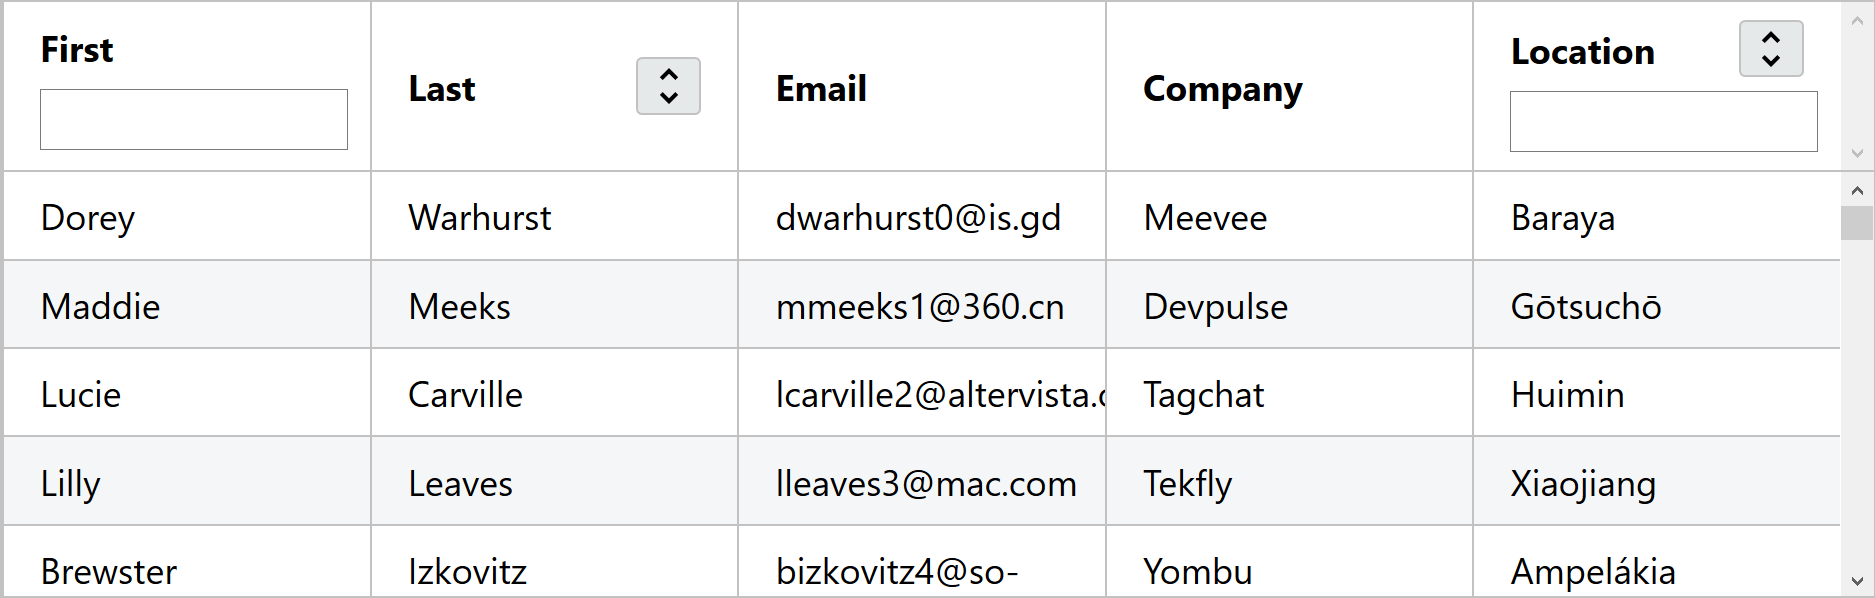 First Last Email Company Location
Dorey Warhurst dwarhurst0@is.gd Meevee Baraya
Maddie Meeks mmeeks1@360.cn Devpulse Gōtsuchō
Lucie Carville lcarville2@altervista. Tagchat Huimin
Lilly Leaves lleaves3@mac.com Tekfly Xiaojiang
Brewster Izkovitz bizkovitz4@so- Yombu Ampelákia